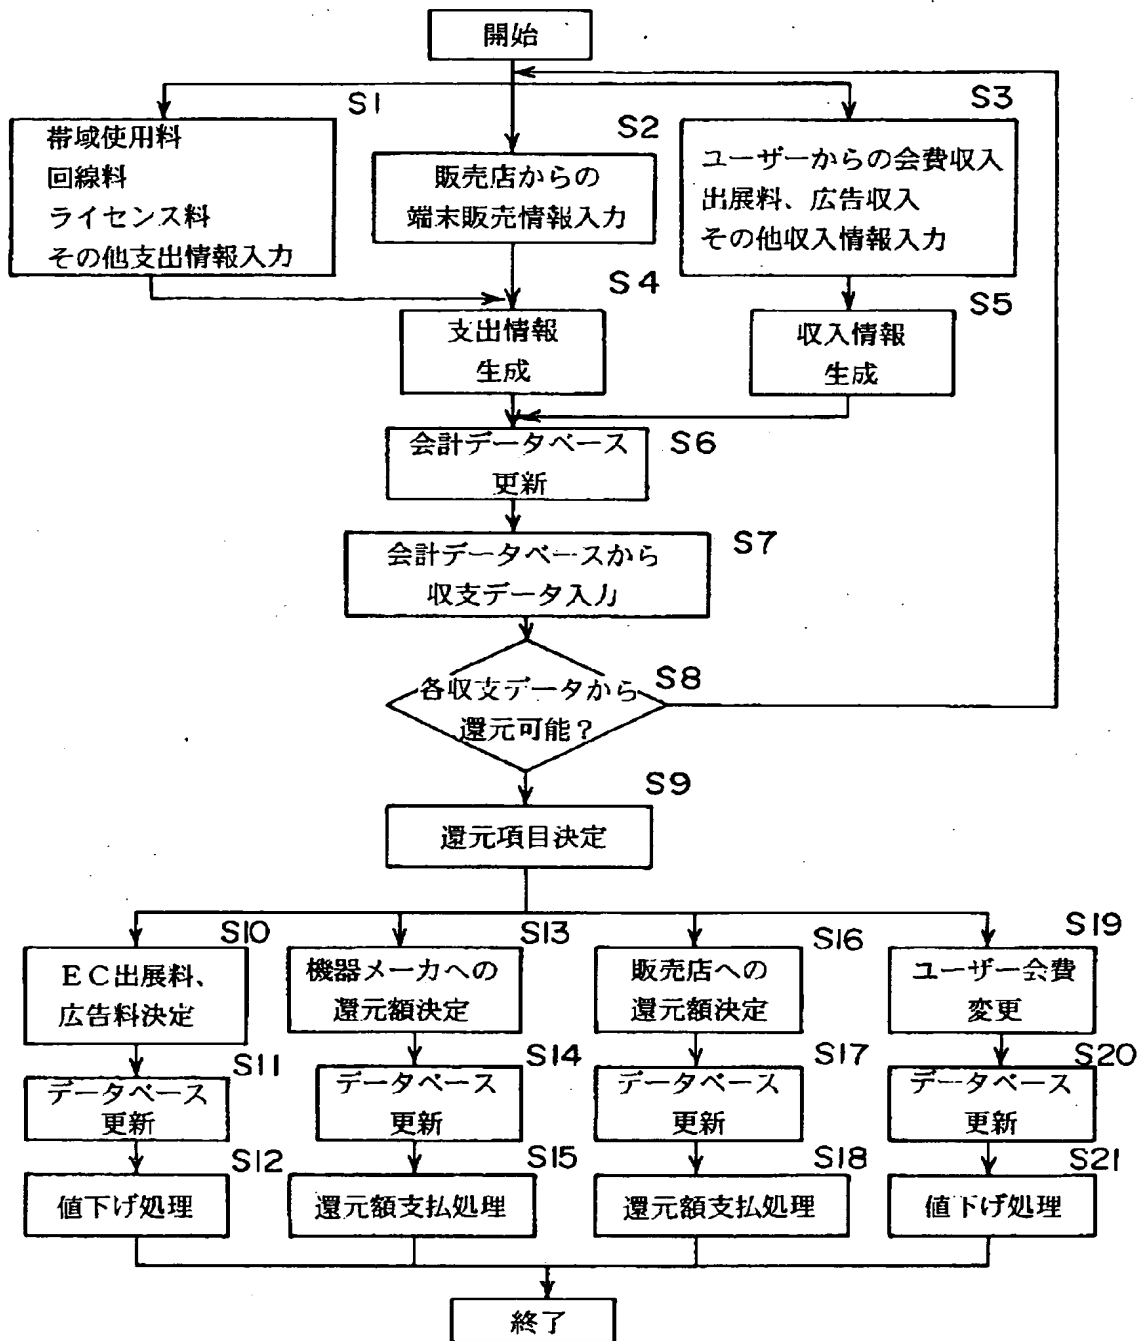 開始
S1
帯域使用料
回線料
ライセンス料
その他支出情報入力
S2
販売店からの
端末販売情報入力
S3
ユーザーからの会費収入
出展料、広告収入
その他収入情報入力
S4
支出情報
生成
S5
収入情報
生成
S6
会計データベース
更新
S7
会計データベースから
収支データ入力
S8
各収支データから
還元可能?
S9
還元項目決定
S10
EC出展料、
広告料決定
S11
データベース
更新
S12
値下げ処理
S13
機器メーカへの
還元額決定
S14
データベース
更新
S15
還元額支払処理
S16
販売店への
還元額決定
S17
データベース
更新
S18
還元額支払処理
S19
ユーザー会費
変更
S20
データベース
更新
S21
値下げ処理
終了